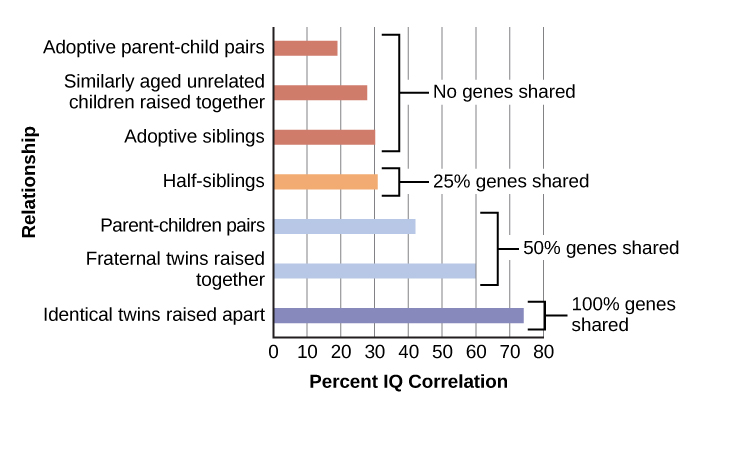 Adoptive parent-child pairs
Similarly aged unrelated
children raised together
No genes shared
Adoptive siblings
Half-siblings
25% genes shared
Relationship
Parent-children pairs
50% genes shared
Fraternal twins raised
together
Identical twins raised apart
100% genes
shared
0 10 20 30 40 50 60 70 80
Percent IQ Correlation